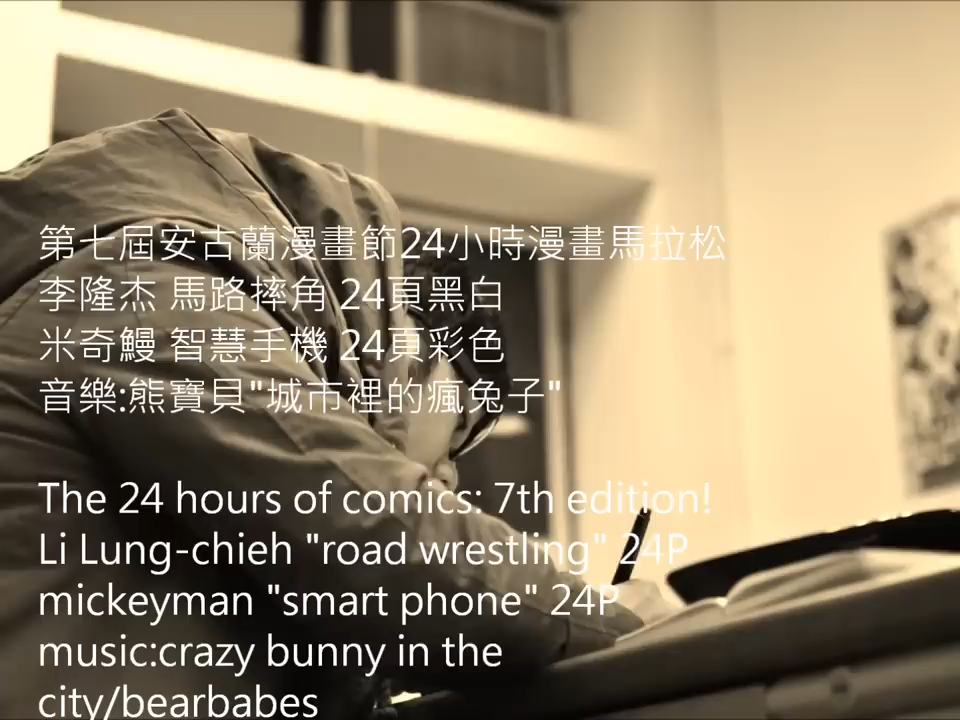 第七屆安古蘭漫畫節24小時漫畫馬拉松
李隆杰 馬路摔角 24頁黑白
米奇鰻 智慧手機 24頁彩色
音樂:熊寶貝"城市裡的瘋兔子"
The 24 hours of comics: 7th edition!
Li Lung-chieh "road wrestling" 24P
mickeyman "smart phone" 24P
music:crazy bunny in the
city/bearbabes